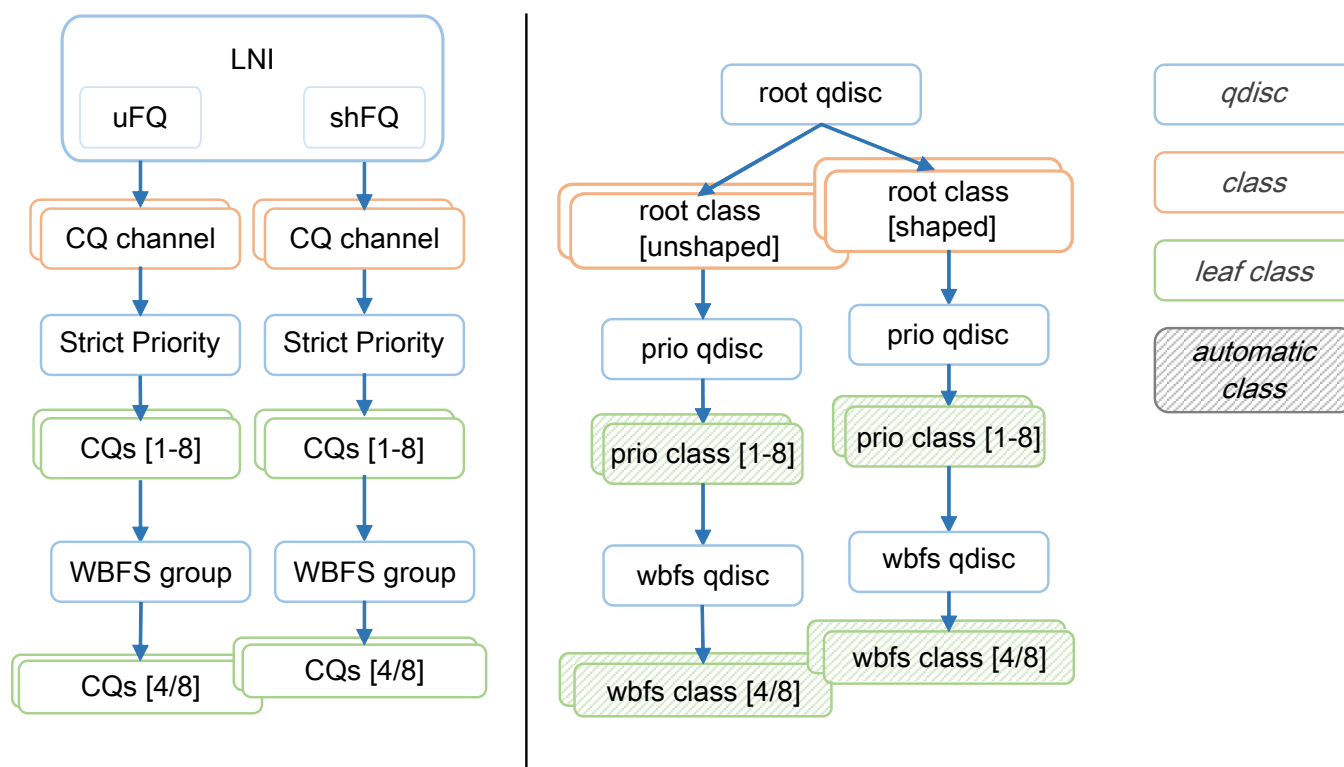 LNI
uFQ
shFQ
CQ channel
CQ channel
Strict Priority
Strict Priority
CQs [1-8]
CQs [1-8]
WBFS group
WBFS group
CQs [4/8]
CQs [4/8]
root qdisc
root class
[unshaped]
root class
[shaped]
prio qdisc
prio qdisc
prio class [1-8]
prio class [1-8]
wbfs qdisc
wbfs qdisc
wbfs class [4/8]
wbfs class [4/8]
qdisc
class
leaf class
automatic
class